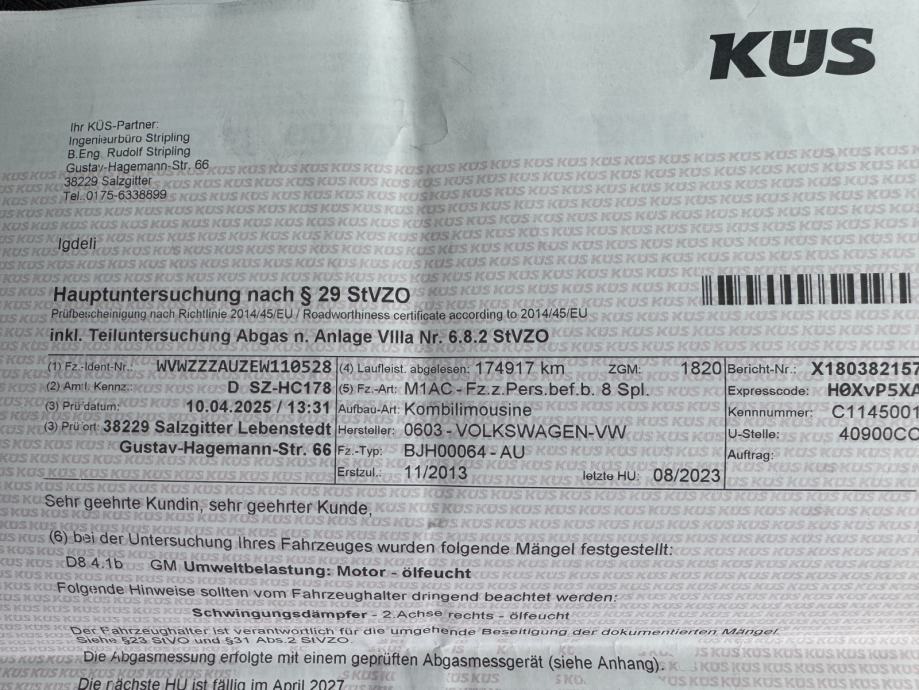 KÜS
Ihr KÜS-Partner:
Ingenieurbüro Stripling
B.Eng. Rudolf Stripling
Gustav-Hagemann-Str. 66
38229 Salzgitter
Tel.:0175-6338899
Igdeli
Hauptuntersuchung nach § 29 StVZO
Prüfbescheinigung nach Richtlinie 2014/45/EU / Roadworthiness certificate according to 2014/45/EU
inkl. Teiluntersuchung Abgas n. Anlage VIIIa Nr. 6.8.2 StVZO
(1) Fz.-Ident-Nr.: WVWZZZAUZEW110528 (4) Laufleist. abgelesen: 174917 km ZGM: 1820 Bericht-Nr.: X180382157
(2) Amtl. Kennz.: D SZ-HC178 (5) Fz.-Art: M1AC - Fz.z.Pers.bef.b. 8 Spl. Expresscode: H0XvP5XA
(3) Prüfdatum: 10.04.2025 / 13:31 Aufbau-Art: Kombilimousine Kennnummer: C1145001
(3) Prüfort: 38229 Salzgitter Lebenstedt Hersteller: 0603 - VOLKSWAGEN-VW U-Stelle: 40900CC
Gustav-Hagemann-Str. 66 Fz.-Typ: BJH00064 - AU Auftrag:
Erstzul.: 11/2013 letzte HU: 08/2023
Sehr geehrte Kundin, sehr geehrter Kunde,
(6) bei der Untersuchung Ihres Fahrzeuges wurden folgende Mängel festgestellt:
D8 4.1b GM Umweltbelastung: Motor - ölfeucht
Folgende Hinweise sollten vom Fahrzeughalter dringend beachtet werden:
Schwingungsdämpfer - 2.Achse rechts - ölfeucht
Der Fahrzeughalter ist verantwortlich für die umgehende Beseitigung der dokumentierten Mängel.
Siehe §23 StVO und §31 Abs.2 StVZO.
Die Abgasmessung erfolgte mit einem geprüften Abgasmessgerät (siehe Anhang).
Die nächste HU ist fällig im April 2027